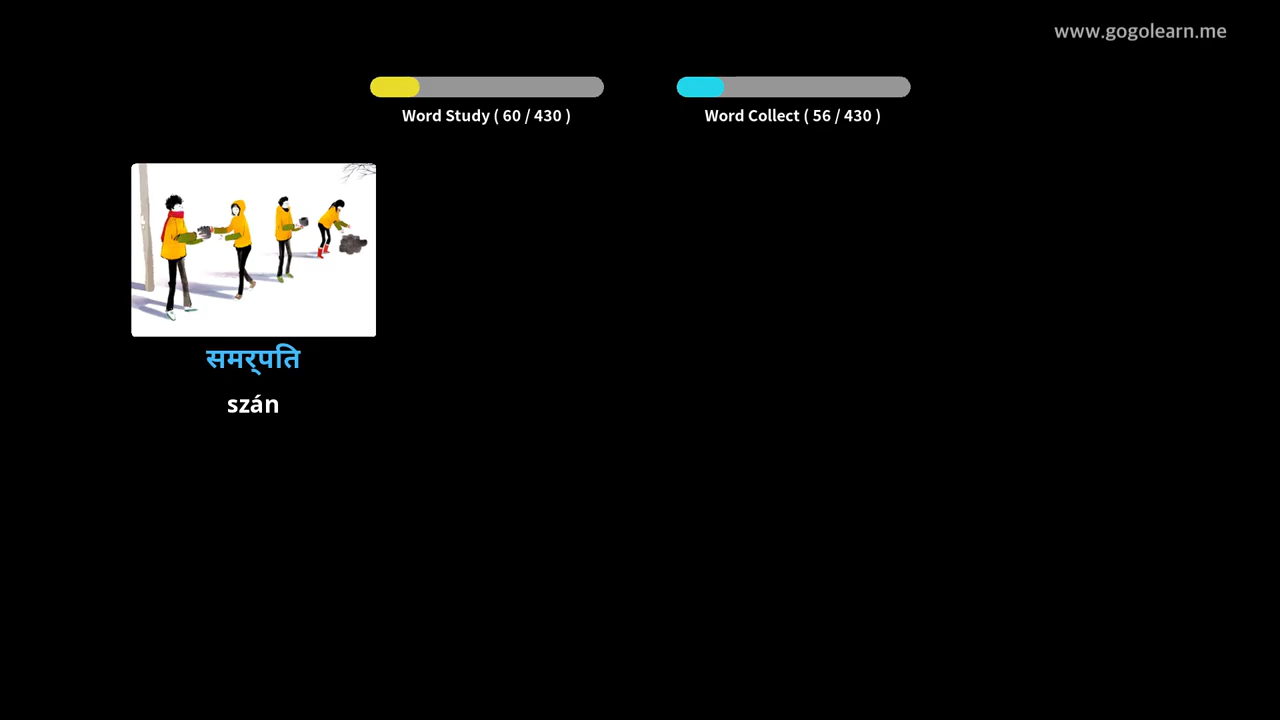 www.gogolearn.me
Word Study ( 60 / 430 )
Word Collect ( 56 / 430 )
समर्पति
szán